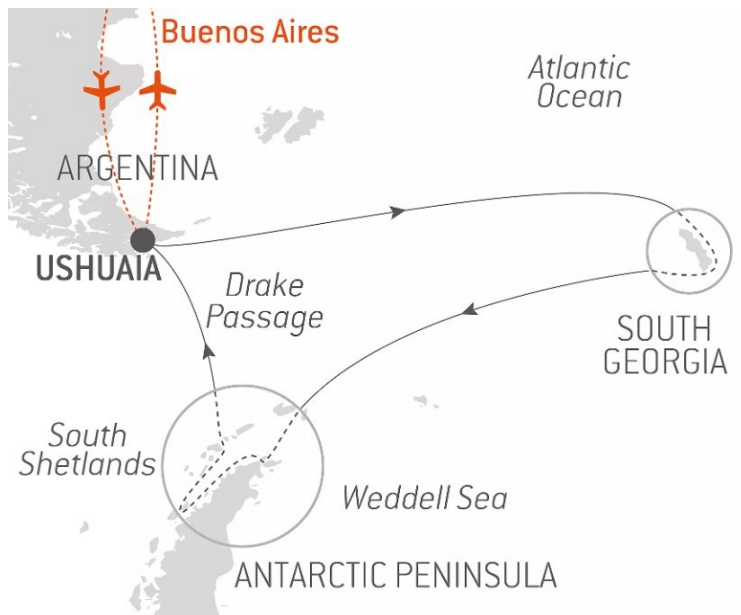 Buenos Aires
Atlantic
Ocean
ARGENTINA
USHUAIA
Drake
Passage
SOUTH
GEORGIA
South
Shetlands
Weddell Sea
ANTARCTIC PENINSULA